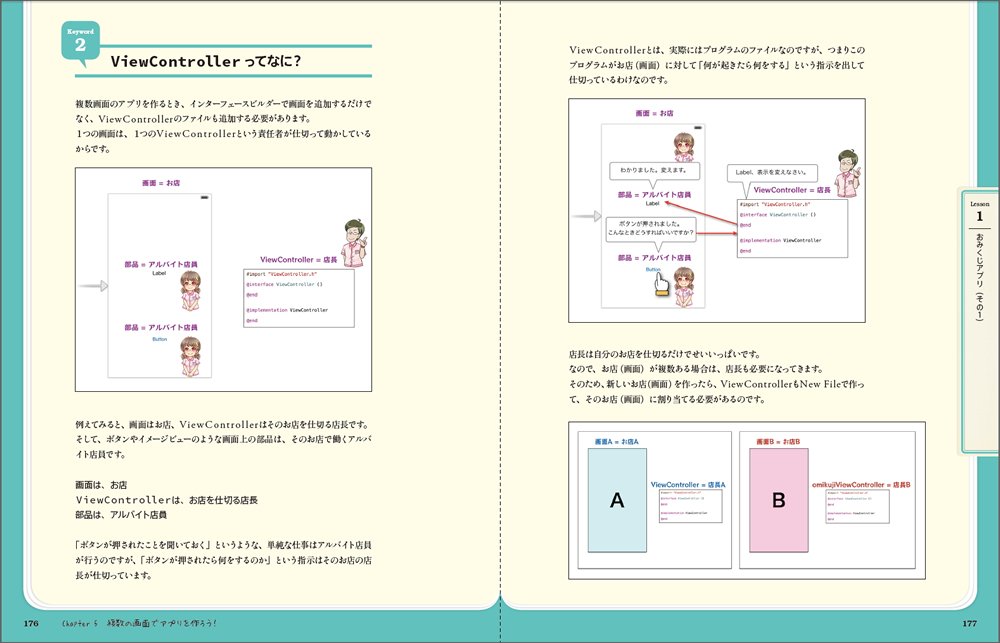 Keyword
2
ViewControllerってなに？
複数画面のアプリを作るとき、インターフェースビルダーで画面を追加するだけで
なく、ViewControllerのファイルも追加する必要があります。
1つの画面は、1つのViewControllerという責任者が仕切って動かしている
からです。
画面 = お店
部品 = アルバイト店員
Label
部品 = アルバイト店員
Button
ViewController = 店長
#import "ViewController.h"
@interface ViewController ()
@end
@implementation ViewController
@end
例えてみると、画面はお店、ViewControllerはそのお店を仕切る店長です。
そして、ボタンやイメージビューのような画面上の部品は、そのお店で働くアルバ
イト店員です。
画面は、お店
ViewControllerは、お店を仕切る店長
部品は、アルバイト店員
「ボタンが押されたことを聞いておく」というような、単純な仕事はアルバイト店員
が行うのですが、「ボタンが押されたら何をするのか」という指示はそのお店の店
長が仕切っています。
176
Chapter 5 複数の画面でアプリを作ろう！
ViewControllerとは、実際にはプログラムのファイルなのですが、つまりこの
プログラムがお店（画面）に対して「何が起きたら何をする」という指示を出して
仕切っているわけなのです。
画面 = お店
わかりました。変えます。
部品 = アルバイト店員
Label
ボタンが押されました。
こんなときどうすればいいですか？
部品 = アルバイト店員
Button
Label、表示を変えなさい。
ViewController = 店長
#import "ViewController.h"
@interface ViewController ()
@end
@implementation ViewController
@end
店長は自分のお店を仕切るだけでせいいっぱいです。
なので、お店（画面）が複数ある場合は、店長も必要になってきます。
そのため、新しいお店(画面)を作ったら、ViewControllerもNew Fileで作っ
て、そのお店（画面）に割り当てる必要があるのです。
画面A = お店A
A
ViewController = 店長A
#import "ViewController.h"
@interface ViewController ()
@end
@implementation ViewController
@end
画面B = お店B
B
omikujiViewController = 店長B
#import "ViewController.h"
@interface ViewController ()
@end
@implementation ViewController
@end
Lesson
1
おみくじアプリ（その1）
177